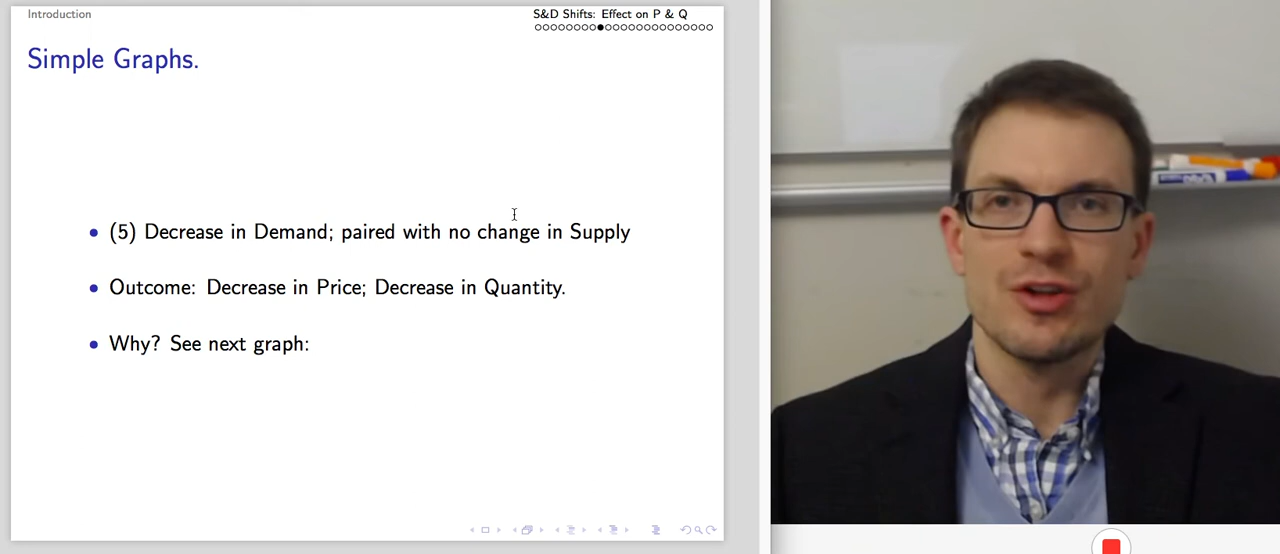 Introduction
S&D Shifts: Effect on P & Q
Simple Graphs.
(5) Decrease in Demand; paired with no change in Supply
Outcome: Decrease in Price; Decrease in Quantity.
Why? See next graph: